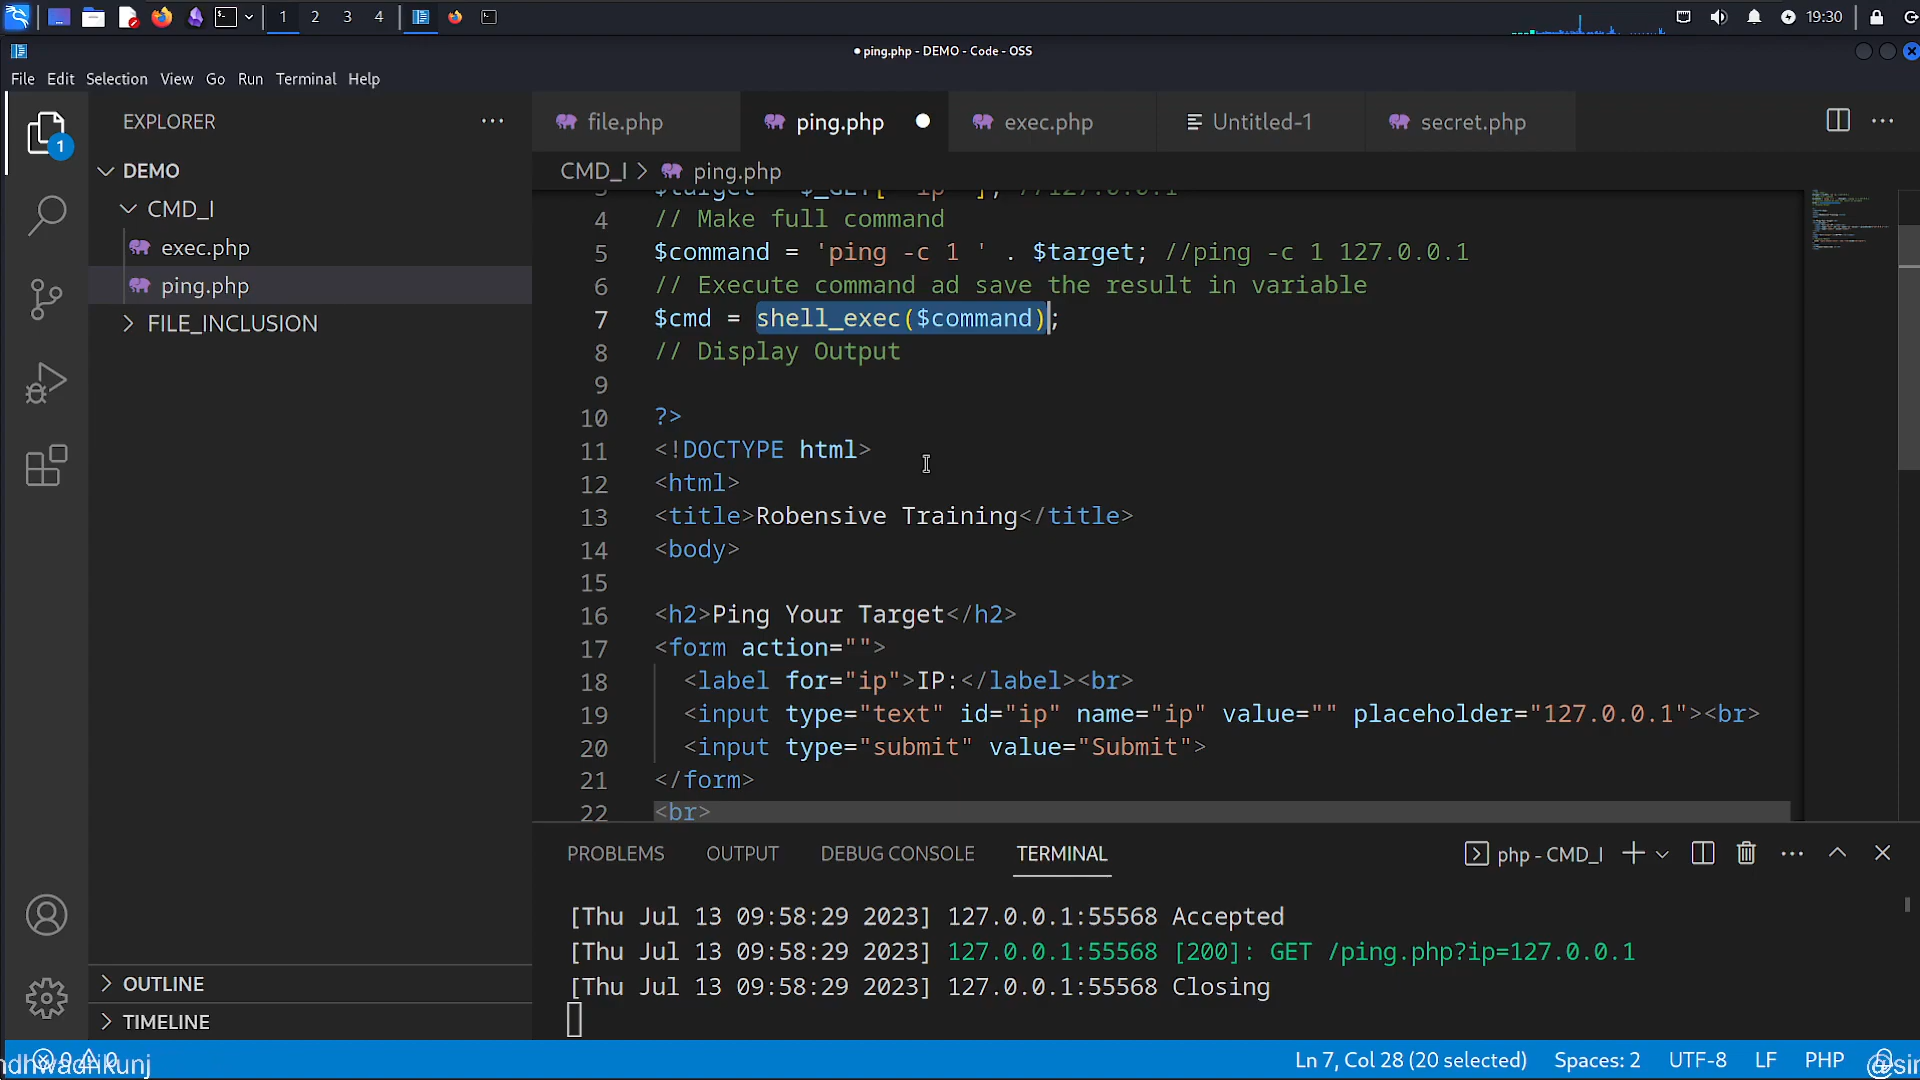 1 2 3 4 19:30
ping.php - DEMO - Code - OSS
File Edit Selection View Go Run Terminal Help
EXPLORER
DEMO
CMD_I
exec.php
ping.php
FILE_INCLUSION
OUTLINE
TIMELINE
1
file.php ping.php exec.php Untitled-1 secret.php
CMD_I > ping.php
4 // Make full command
5 $command = 'ping -c 1 ' . $target; //ping -c 1 127.0.0.1
6 // Execute command ad save the result in variable
7 $cmd = shell_exec($command);
8 // Display Output
9
10 ?>
11 <!DOCTYPE html>
12 <html>
13 <title>Robensive Training</title>
14 <body>
15
16 <h2>Ping Your Target</h2>
17 <form action="">
18 <label for="ip">IP:</label><br>
19 <input type="text" id="ip" name="ip" value="" placeholder="127.0.0.1"><br>
20 <input type="submit" value="Submit">
21 </form>
22 <br>
PROBLEMS OUTPUT DEBUG CONSOLE TERMINAL php - CMD_I
[Thu Jul 13 09:58:29 2023] 127.0.0.1:55568 Accepted
[Thu Jul 13 09:58:29 2023] 127.0.0.1:55568 [200]: GET /ping.php?ip=127.0.0.1
[Thu Jul 13 09:58:29 2023] 127.0.0.1:55568 Closing
Ln 7, Col 28 (20 selected) Spaces: 2 UTF-8 LF PHP